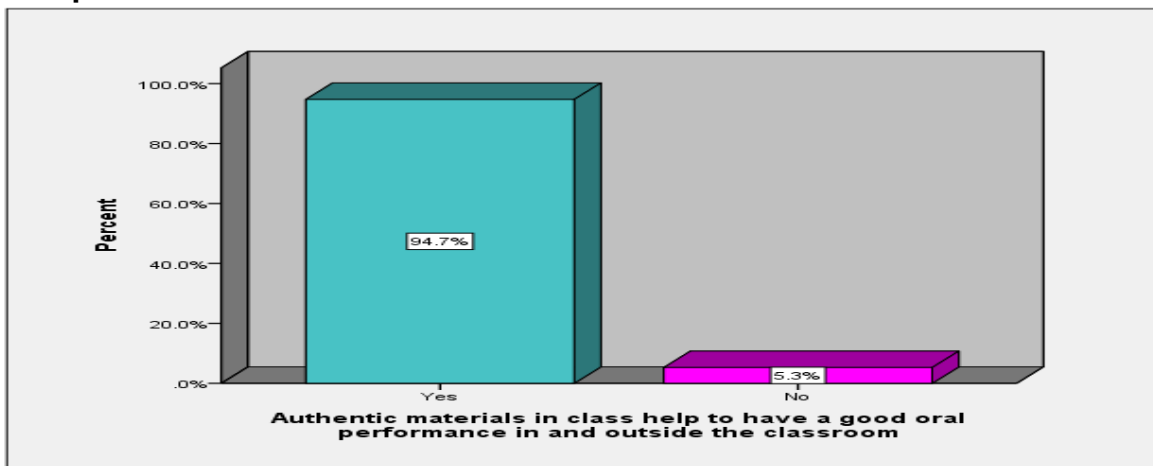 100.0%
80.0%
60.0%
40.0%
20.0%
.0%
Percent
94.7%
5.3%
Yes
No
Authentic materials in class help to have a good oral
performance in and outside the classroom